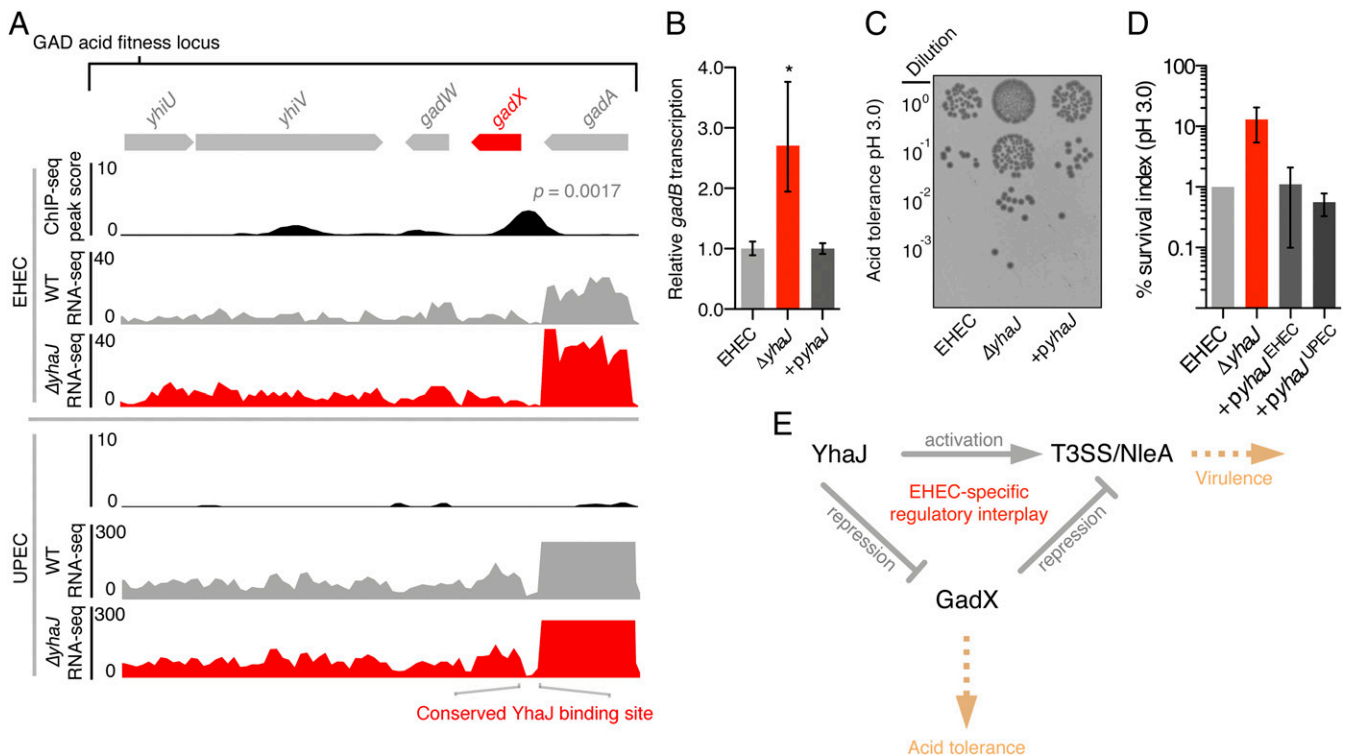 A
GAD acid fitness locus
yhiU
yhiV
gadW
gadX
gadA
EHEC
ChIP-seq
peak score
10
0
p = 0.0017
WT
RNA-seq
40
0
ΔyhaJ
RNA-seq
40
0
UPEC
10
0
WT
RNA-seq
300
0
ΔyhaJ
RNA-seq
300
0
Conserved YhaJ binding site
B
Relative gadB transcription
4.0
3.0
2.0
1.0
0.0
*
EHEC
ΔyhaJ
+pyhaJ
C
Dilution
Acid tolerance pH 3.0
10⁰
10⁻¹
10⁻²
10⁻³
EHEC
ΔyhaJ
+pyhaJ
D
% survival index (pH 3.0)
100
10
1
0.1
EHEC
ΔyhaJ
+pyhaJ EHEC
+pyhaJ UPEC
E
YhaJ
activation
T3SS/NleA
Virulence
EHEC-specific
regulatory interplay
repression
repression
GadX
Acid tolerance